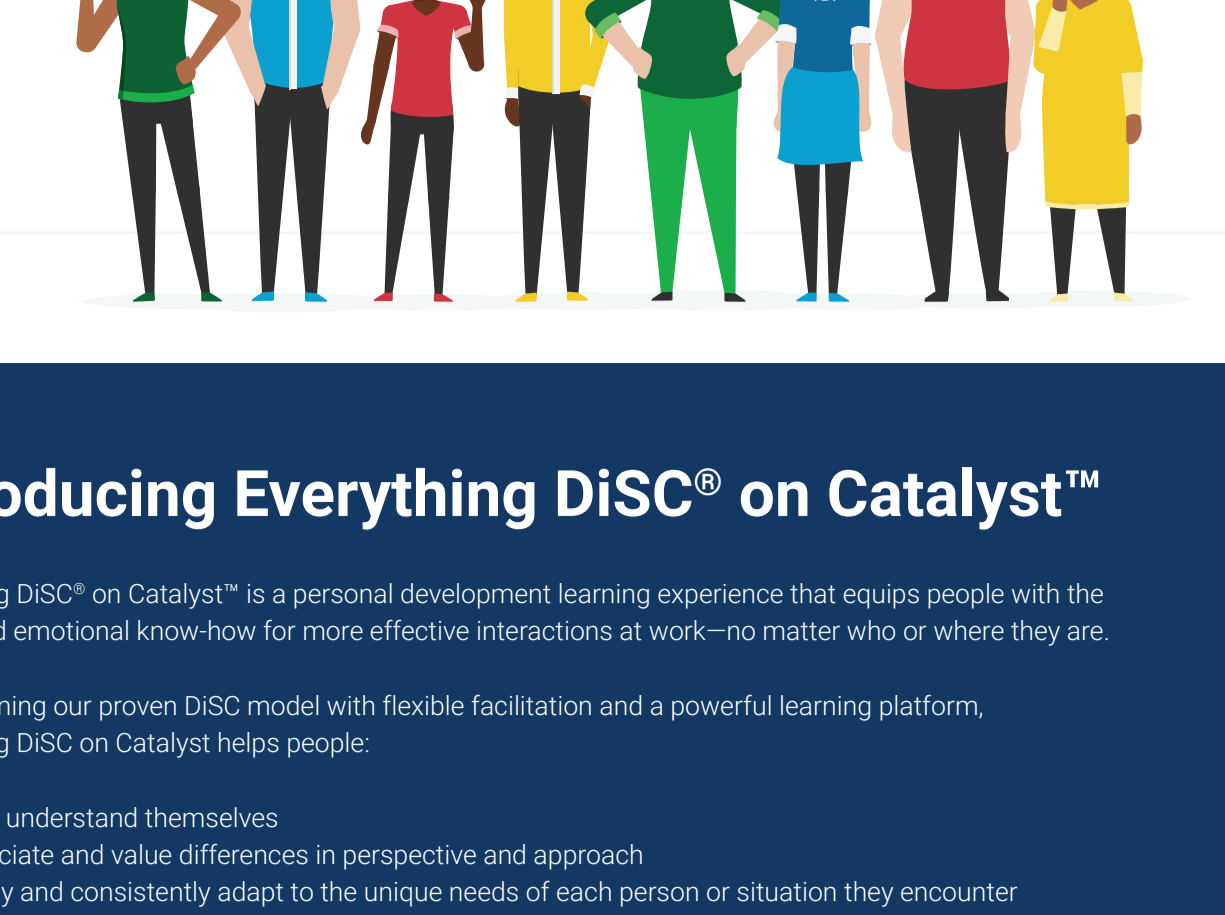 oducing Everything DiSC® on Catalyst™
g DiSC® on Catalyst™ is a personal development learning experience that equips people with the
d emotional know-how for more effective interactions at work—no matter who or where they are.
ning our proven DiSC model with flexible facilitation and a powerful learning platform,
g DiSC on Catalyst helps people:
understand themselves
ciate and value differences in perspective and approach
y and consistently adapt to the unique needs of each person or situation they encounter